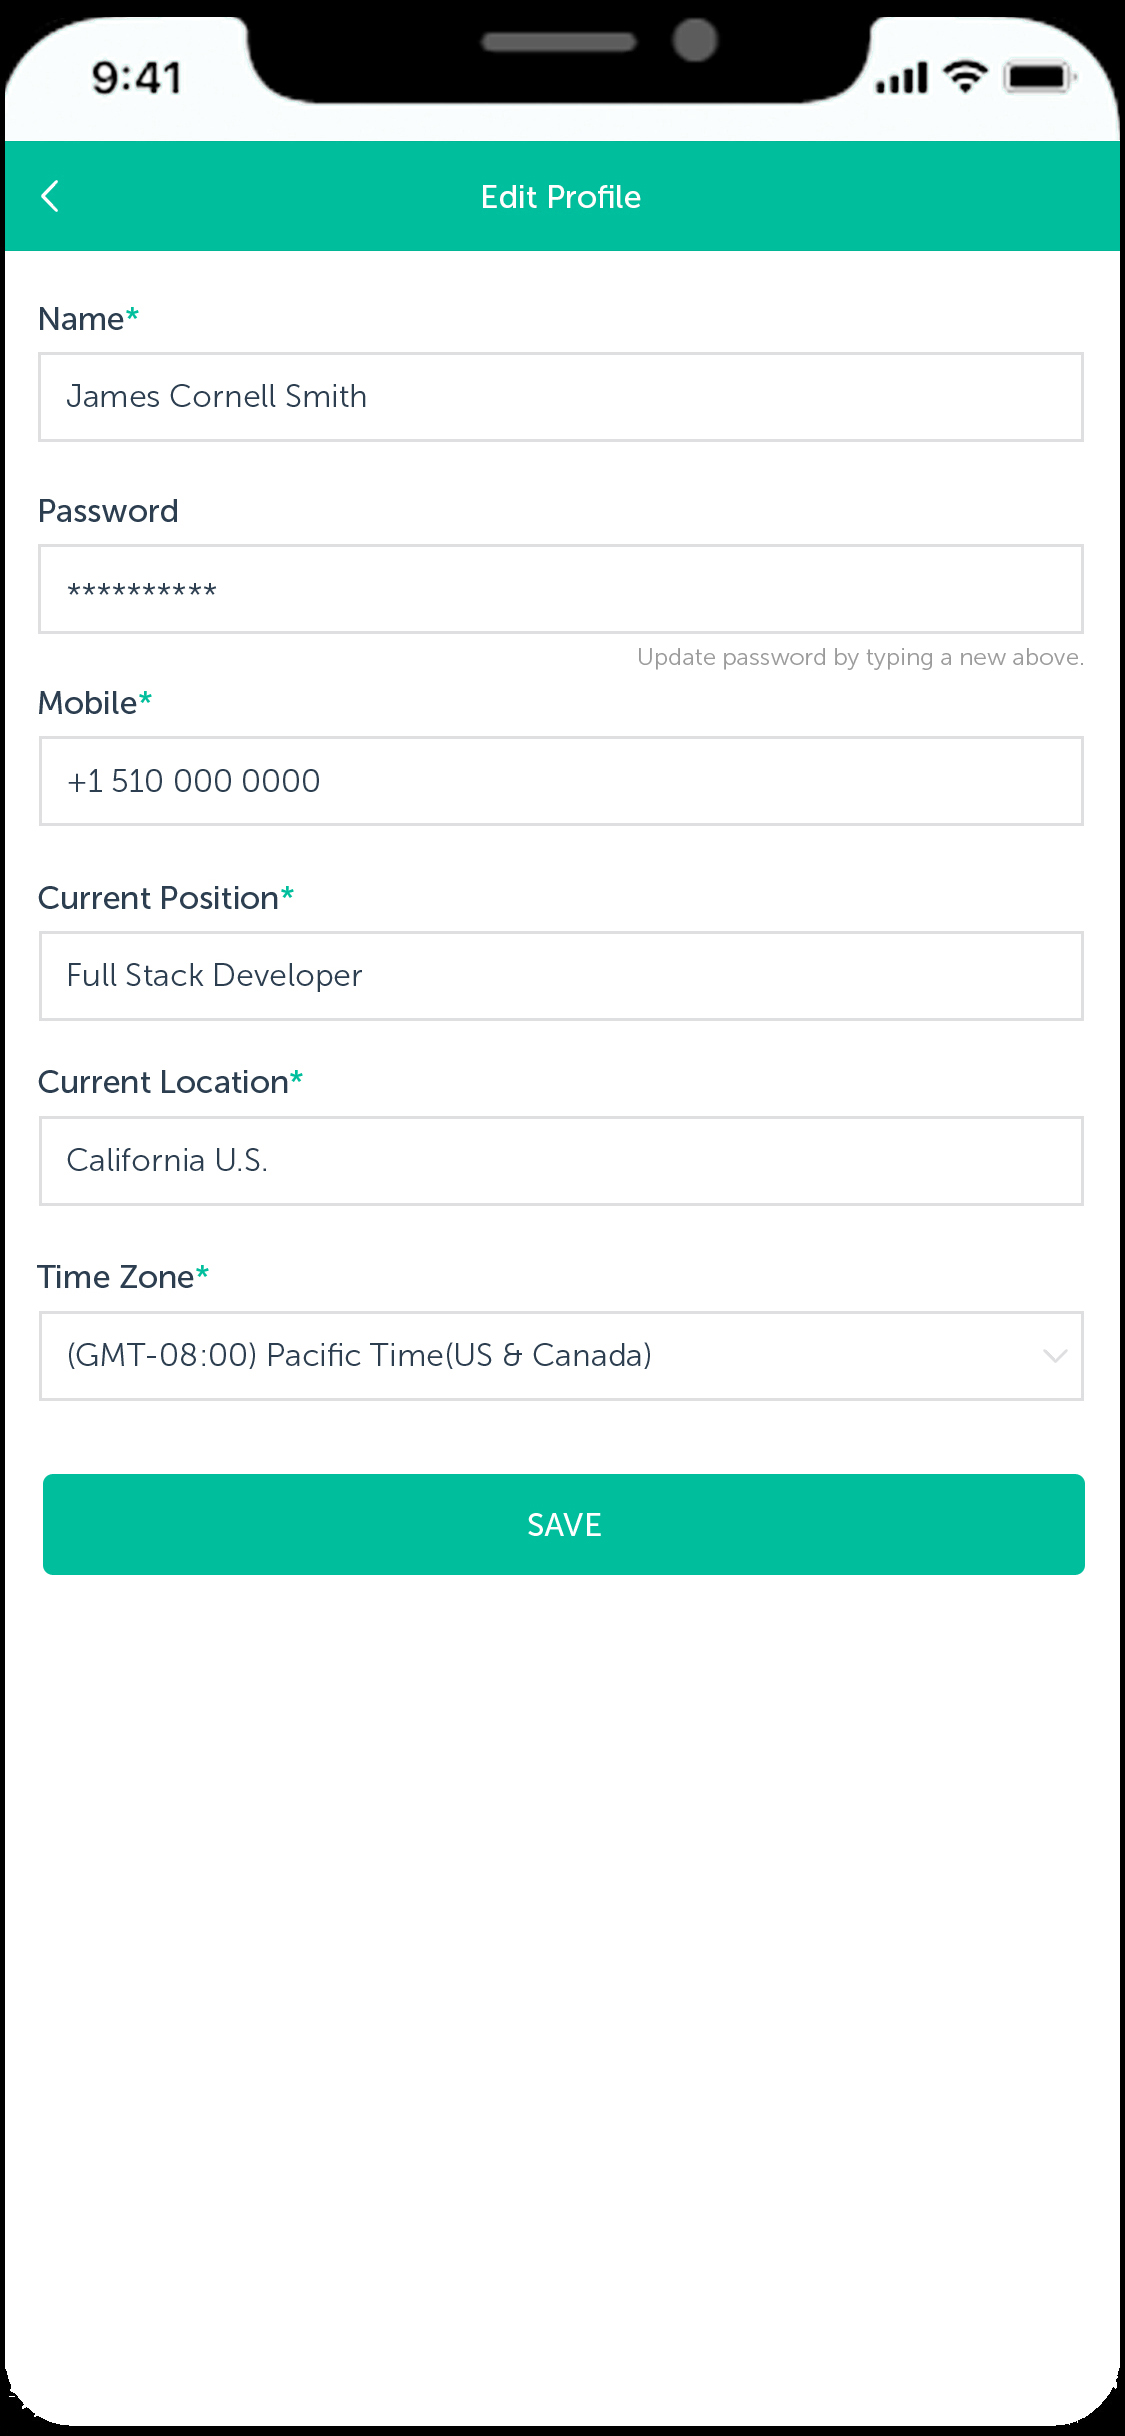 9:41
Edit Profile
Name*
James Cornell Smith
Password
**********
Update password by typing a new above.
Mobile*
+1 510 000 0000
Current Position*
Full Stack Developer
Current Location*
California U.S.
Time Zone*
(GMT-08:00) Pacific Time(US & Canada)
SAVE